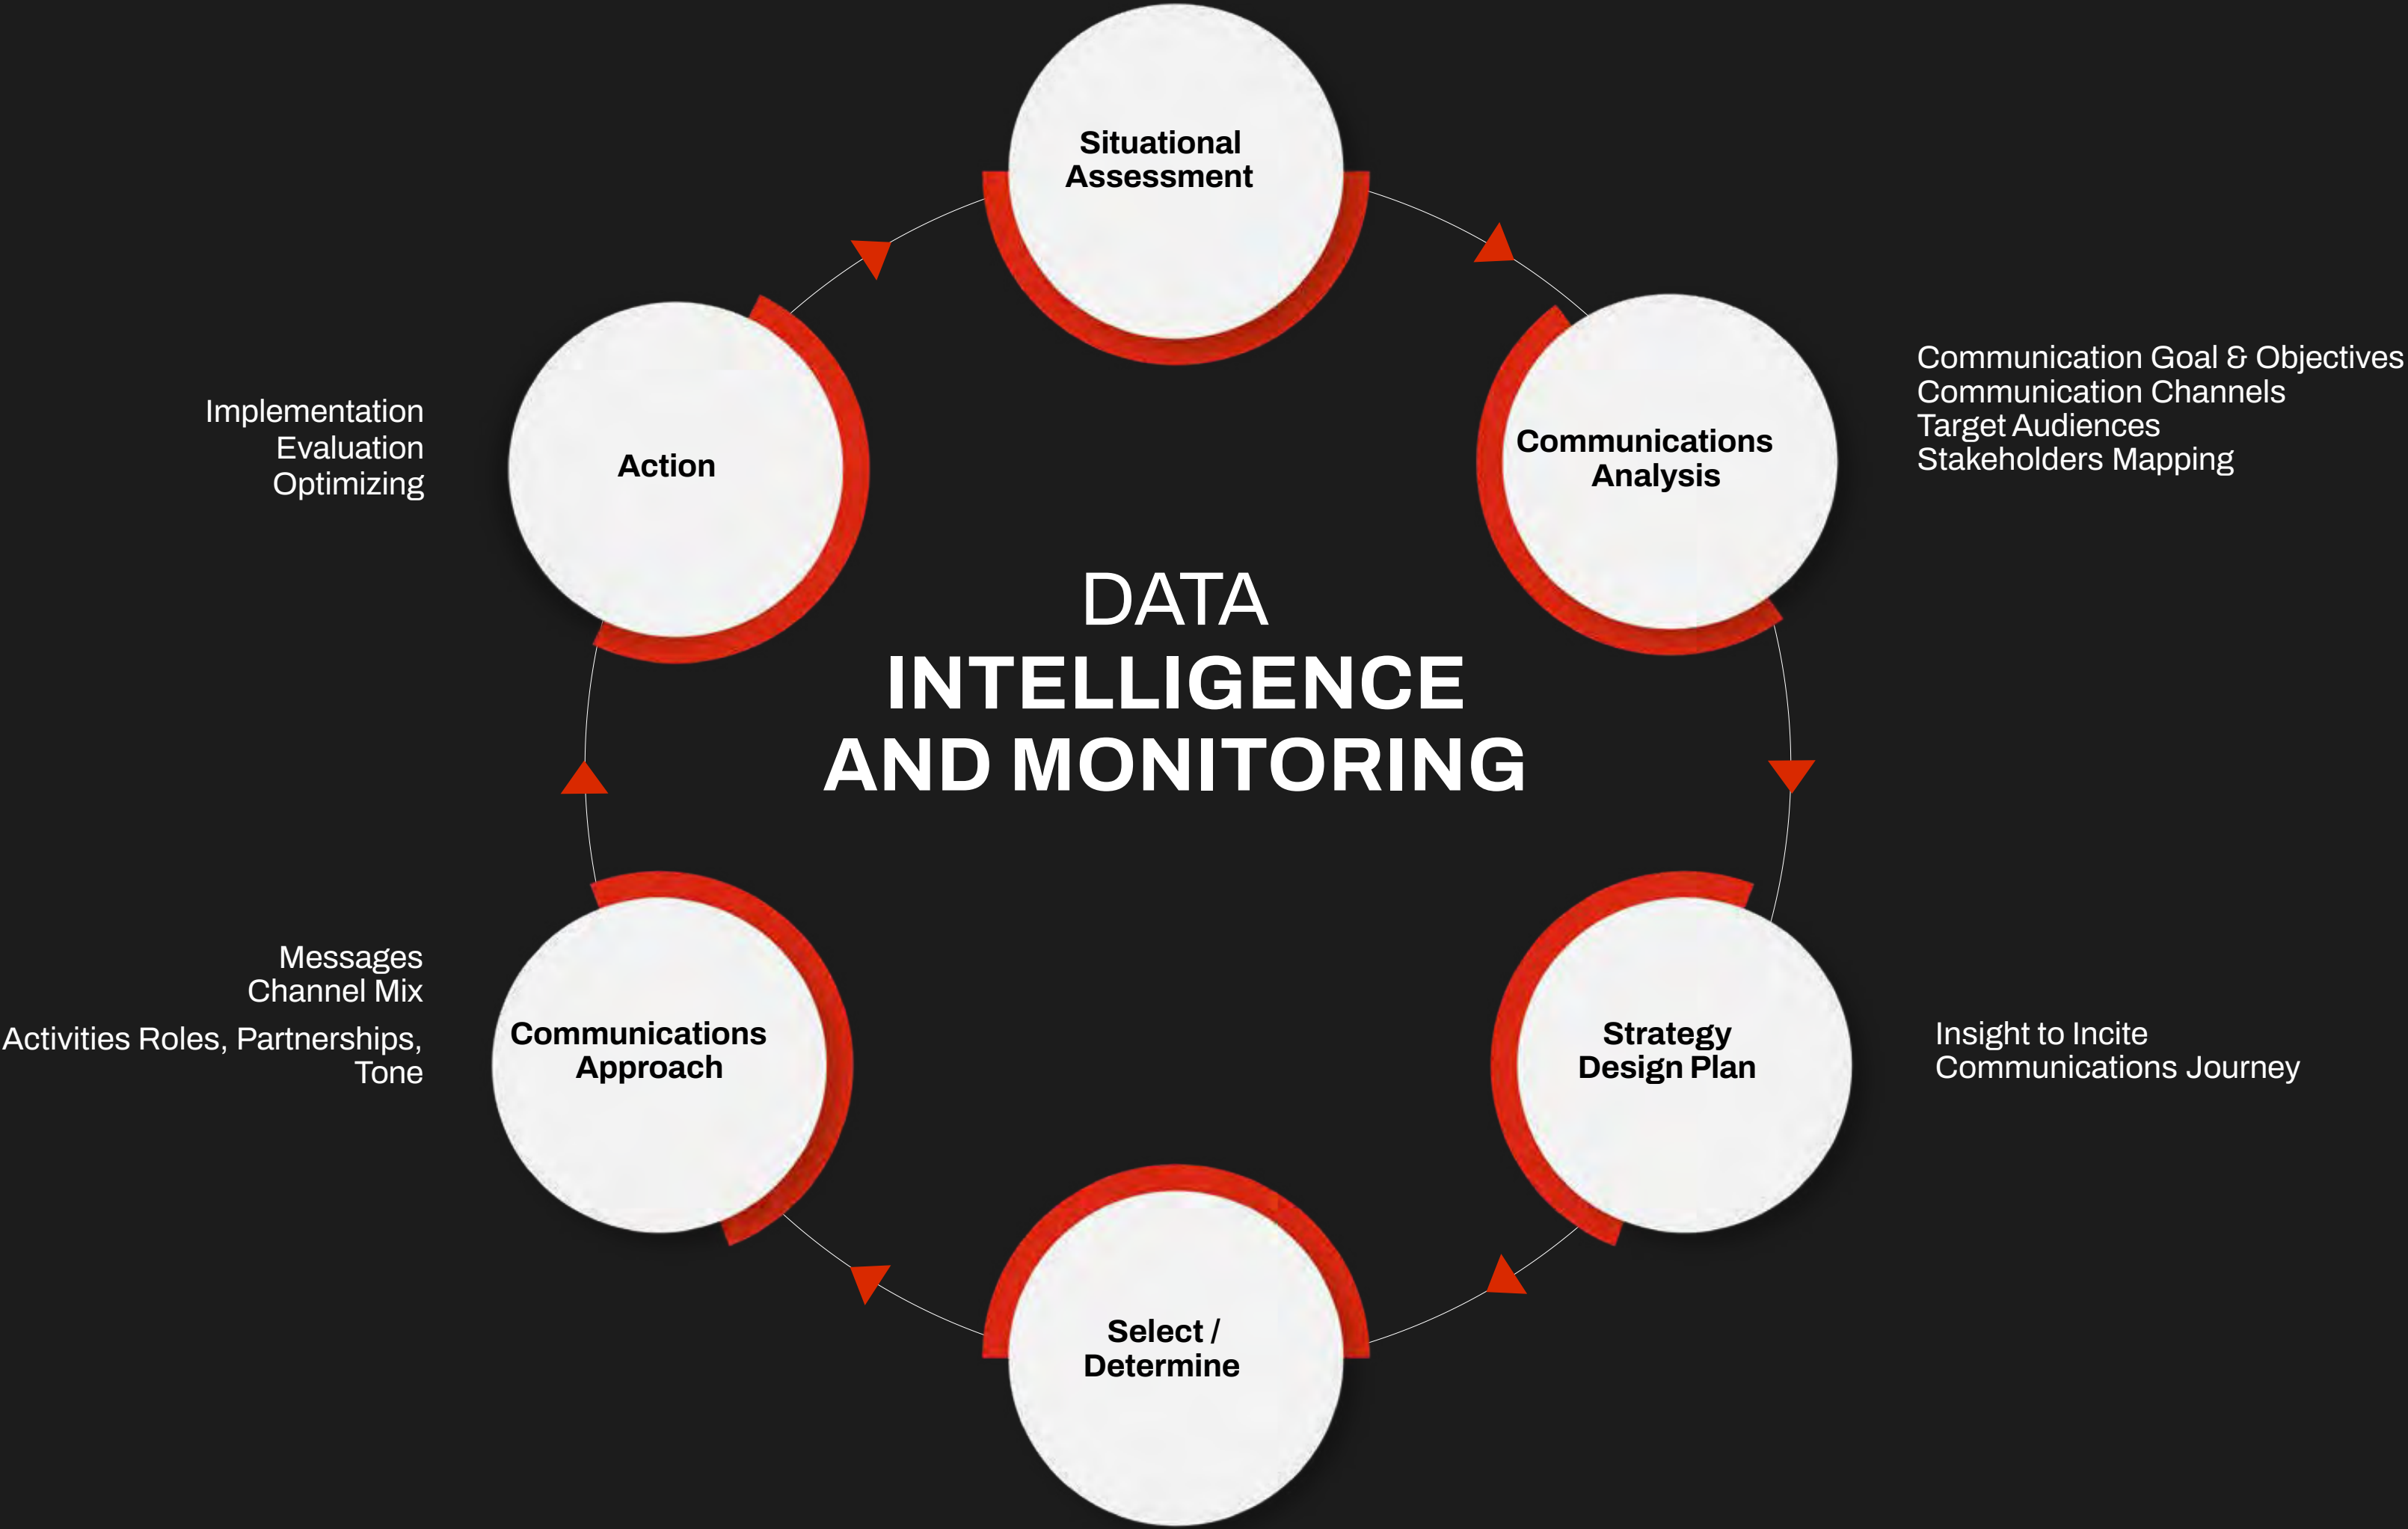 Situational
Assessment
Communications
Analysis
Communication Goal & Objectives
Communication Channels
Target Audiences
Stakeholders Mapping
Strategy
Design Plan
Insight to Incite
Communications Journey
Select /
Determine
Communications
Approach
Messages
Channel Mix
Activities Roles, Partnerships,
Tone
Action
Implementation
Evaluation
Optimizing
DATA
INTELLIGENCE
AND MONITORING